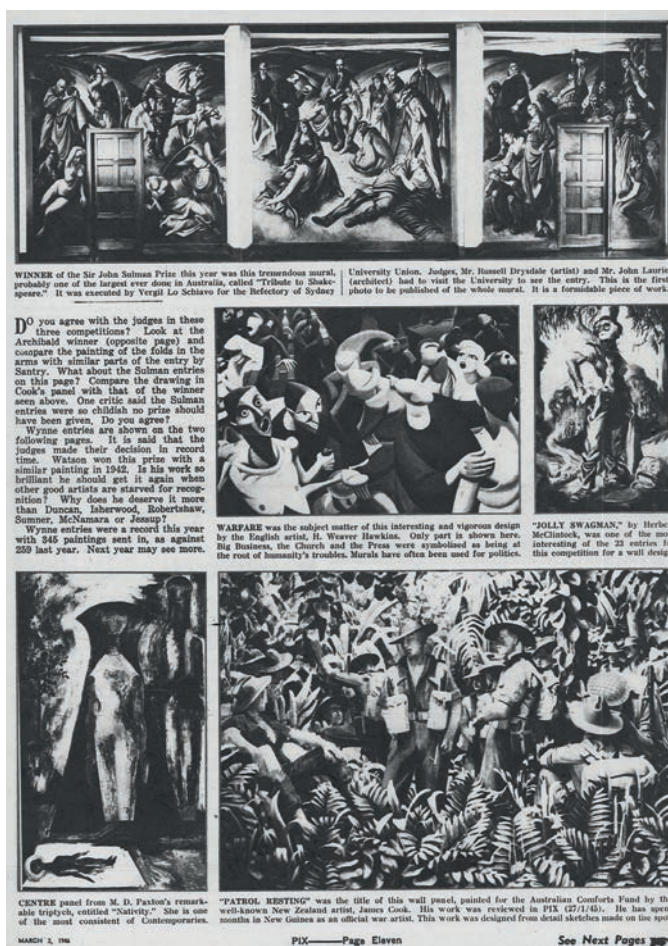 WINNER of the Sir John Sulman Prize this year was this tremendous mural,
probably one of the largest ever done in Australia, called "Tribute to Shake-
speare." It was executed by Vergil Lo Schiavo for the Refectory of Sydney
University Union. Judges, Mr. Russell Drysdale (artist) and Mr. John Laurie
(architect) had to visit the University to see the entry. This is the first
photo to be published of the whole mural. It is a formidable piece of work.
DO you agree with the judges in these
three competitions? Look at the
Archibald winner (opposite page) and
compare the painting of the folds in the
arms with similar parts of the entry by
Santry. What about the Sulman entries
on this page? Compare the drawing in
Cook's panel with that of the winner
seen above. One critic said the Sulman
entries were so childish no prize should
have been given. Do you agree?
Wynne entries are shown on the two
following pages. It is said that the
judges made their decision in record
time. Watson won this prize with a
similar painting in 1942. Is his work so
brilliant he should get it again when
other good artists are starved for recog-
nition? Why does he deserve it more
than Duncan, Isherwood, Robertshaw,
Sumner, McNamara or Jessup?
Wynne entries were a record this year
with 345 paintings sent in, as against
259 last year. Next year may see more.
WARFARE was the subject matter of this interesting and vigorous design
by the English artist, H. Weaver Hawkins. Only part is shown here.
Big Business, the Church and the Press were symbolised as being at
the root of humanity's troubles. Murals have often been used for politics.
"JOLLY SWAGMAN," by Herbe
McClintock, was one of the mo
interesting of the 23 entries f
this competition for a wall desig
CENTRE panel from M. D. Paxton's remark-
able triptych, entitled "Nativity." She is one
of the most consistent of Contemporaries.
"PATROL RESTING" was the title of this wall panel, painted for the Australian Comforts Fund by th
well-known New Zealand artist, James Cook. His work was reviewed in PIX (27/1/45). He has spen
months in New Guinea as an official war artist. This work was designed from detail sketches made on the spo
MARCH 2, 1946
PIX——Page Eleven
See Next Pages